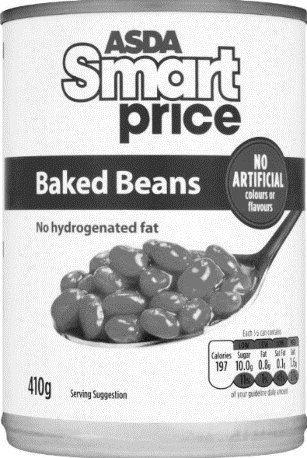 ASDA
Smart
price
NO
ARTIFICIAL
colours or
flavours
Baked Beans
No hydrogenated fat
Each ½ can contains
Calories Sugar Fat Sat Fat Salt
197 10.0g 0.8g 0.1g 1.6g
of your guideline daily amount
410g
Serving Suggestion